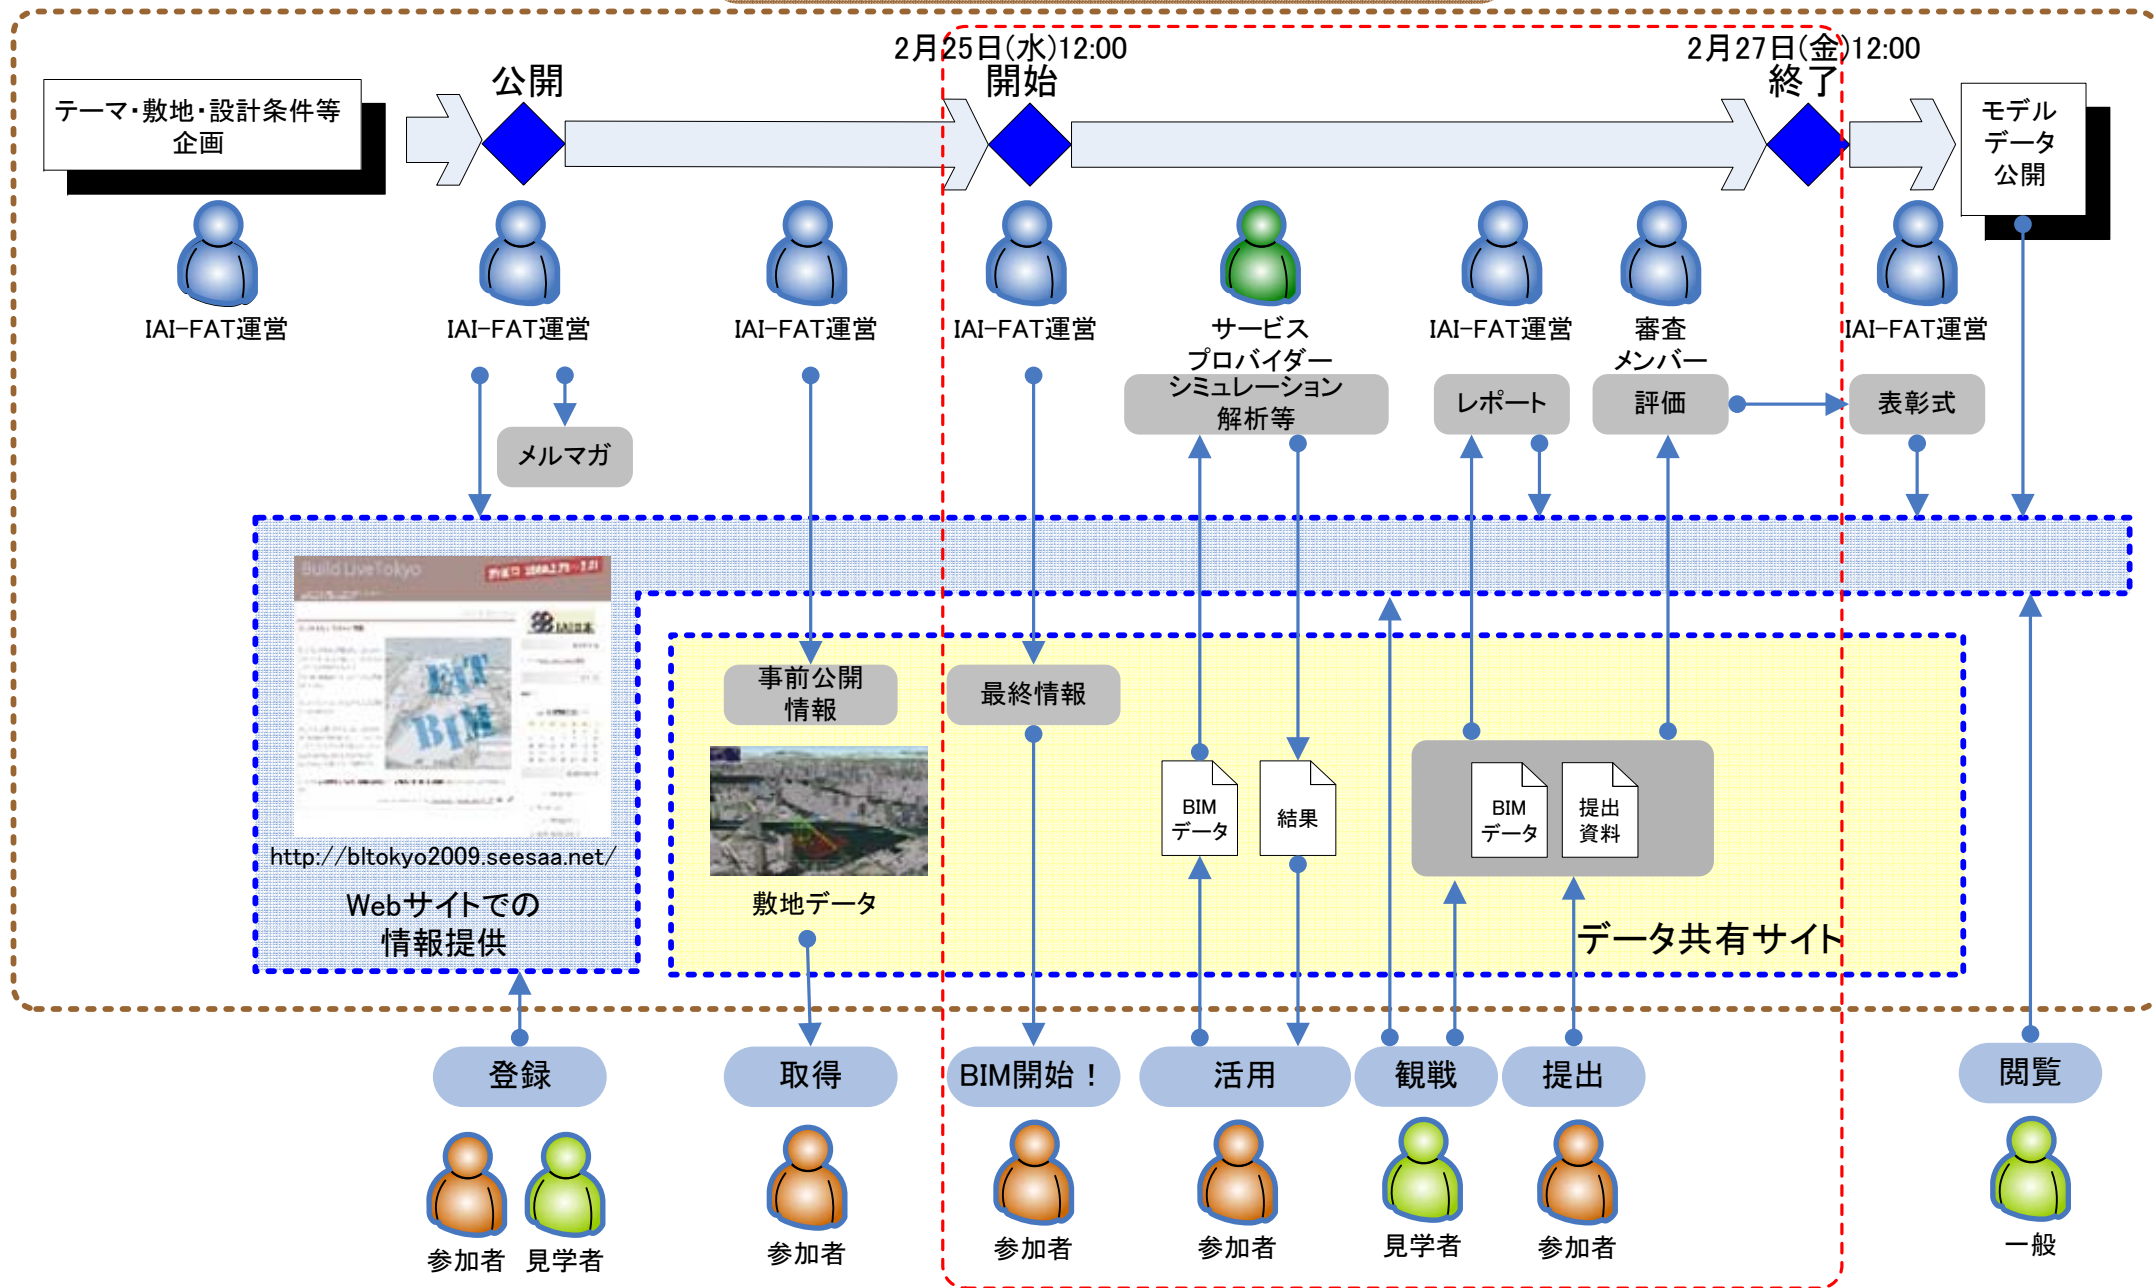 2月25日(水)12:00
2月27日(金)12:00
公開
開始
終了
テーマ・敷地・設計条件等
企画
モデル
データ
公開
IAI-FAT運営
IAI-FAT運営
IAI-FAT運営
IAI-FAT運営
サービス
プロバイダー
IAI-FAT運営
審査
メンバー
IAI-FAT運営
シミュレーション
解析等
レポート
評価
表彰式
メルマガ
Build LiveTokyo
IAI日本
FAT
BIM
http://bltokyo2009.seesaa.net/
Webサイトでの
情報提供
事前公開
情報
最終情報
敷地データ
BIM
データ
結果
BIM
データ
提出
資料
データ共有サイト
登録
取得
BIM開始！
活用
観戦
提出
閲覧
参加者
見学者
参加者
参加者
参加者
見学者
参加者
一般